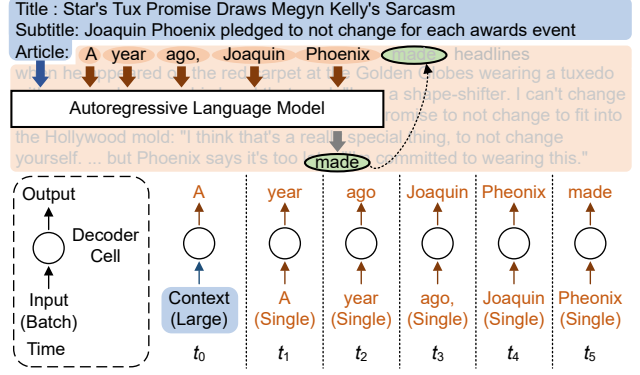 Title : Star's Tux Promise Draws Megyn Kelly's Sarcasm
Subtitle: Joaquin Phoenix pledged to not change for each awards event
Article: A year ago, Joaquin Phoenix made headlines
when he appeared on the red carpet at the Golden Globes wearing a tuxedo
a shape-shifter. I can't change
Autoregressive Language Model
promise to not change to fit into
the Hollywood mold: "I think that's a really special thing, to not change
yourself. ... but Phoenix says it's too committed to wearing this."
made
Output
Decoder
Cell
Input
(Batch)
Time
A year ago Joaquin Pheonix made
Context A year ago, Joaquin Pheonix
(Large) (Single) (Single) (Single) (Single) (Single)
t0 t1 t2 t3 t4 t5